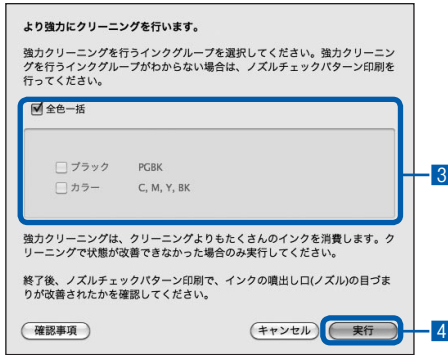 より強力にクリーニングを行います。
強力クリーニングを行うインクグループを選択してください。強力クリーニン
グを行うインクグループがわからない場合は、ノズルチェックパターン印刷を
行ってください。
全色一括
ブラック PGBK
カラー C, M, Y, BK
3
強力クリーニングは、クリーニングよりもたくさんのインクを消費します。ク
リーニングで状態が改善できなかった場合のみ実行してください。
終了後、ノズルチェックパターン印刷で、インクの噴出し口(ノズル)の目づま
りが改善されたかを確認してください。
確認事項 キャンセル 実行 4